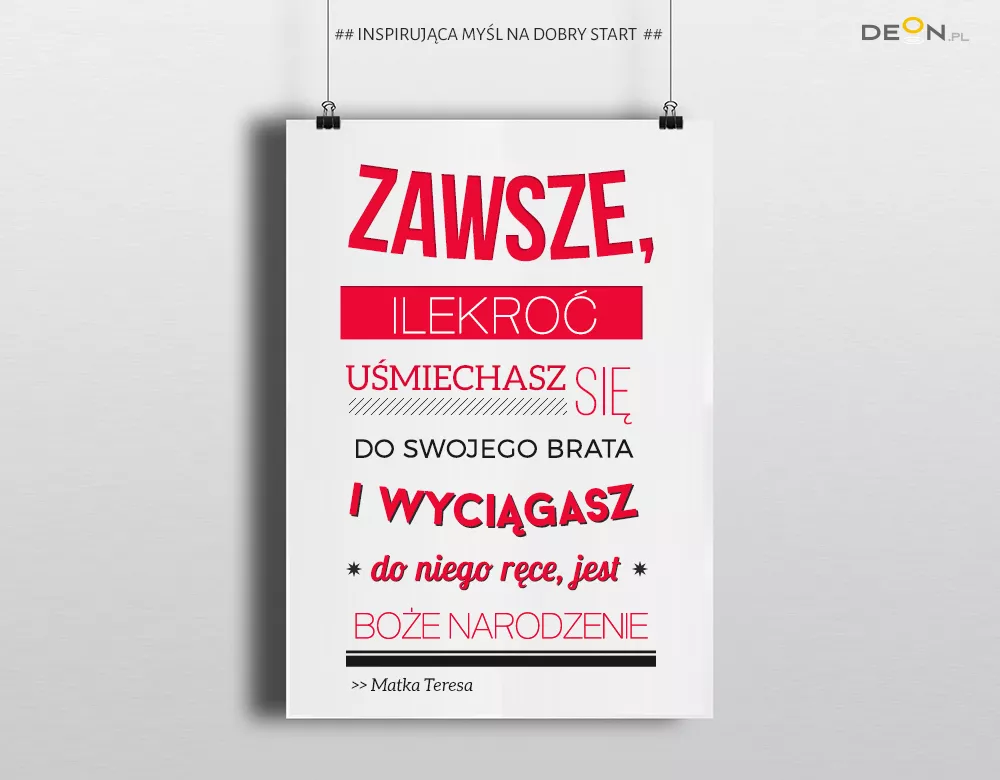 ## INSPIRUJĄCA MYŚL NA DOBRY START ##
DEON.PL
ZAWSZE,
ILEKROĆ
UŚMIECHASZ SIĘ
DO SWOJEGO BRATA
I WYCIĄGASZ
do niego ręce, jest
BOŻE NARODZENIE
>> Matka Teresa